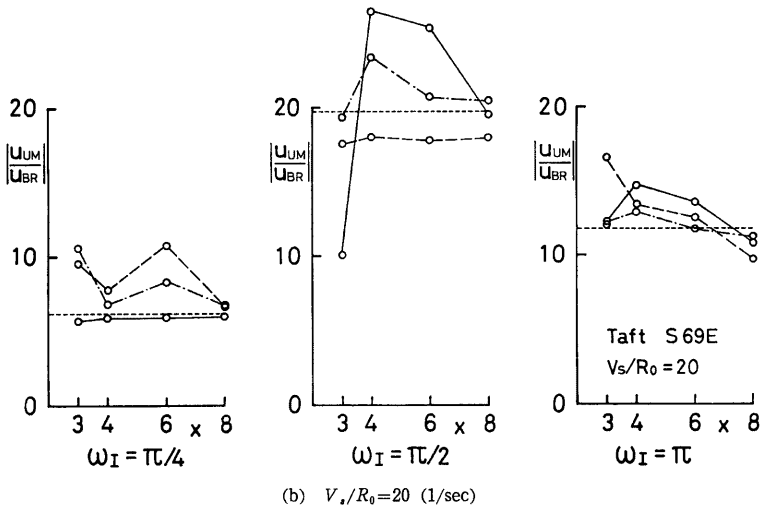 20
10
0
|u_UM/u_BR|
3 4 6 x 8
ω_I = π/4
20
10
0
|u_UM/u_BR|
3 4 6 x 8
ω_I = π/2
20
10
0
|u_UM/u_BR|
Taft S69E
Vs/R₀ = 20
3 4 6 x 8
ω_I = π
(b) V_s/R₀=20 (1/sec)